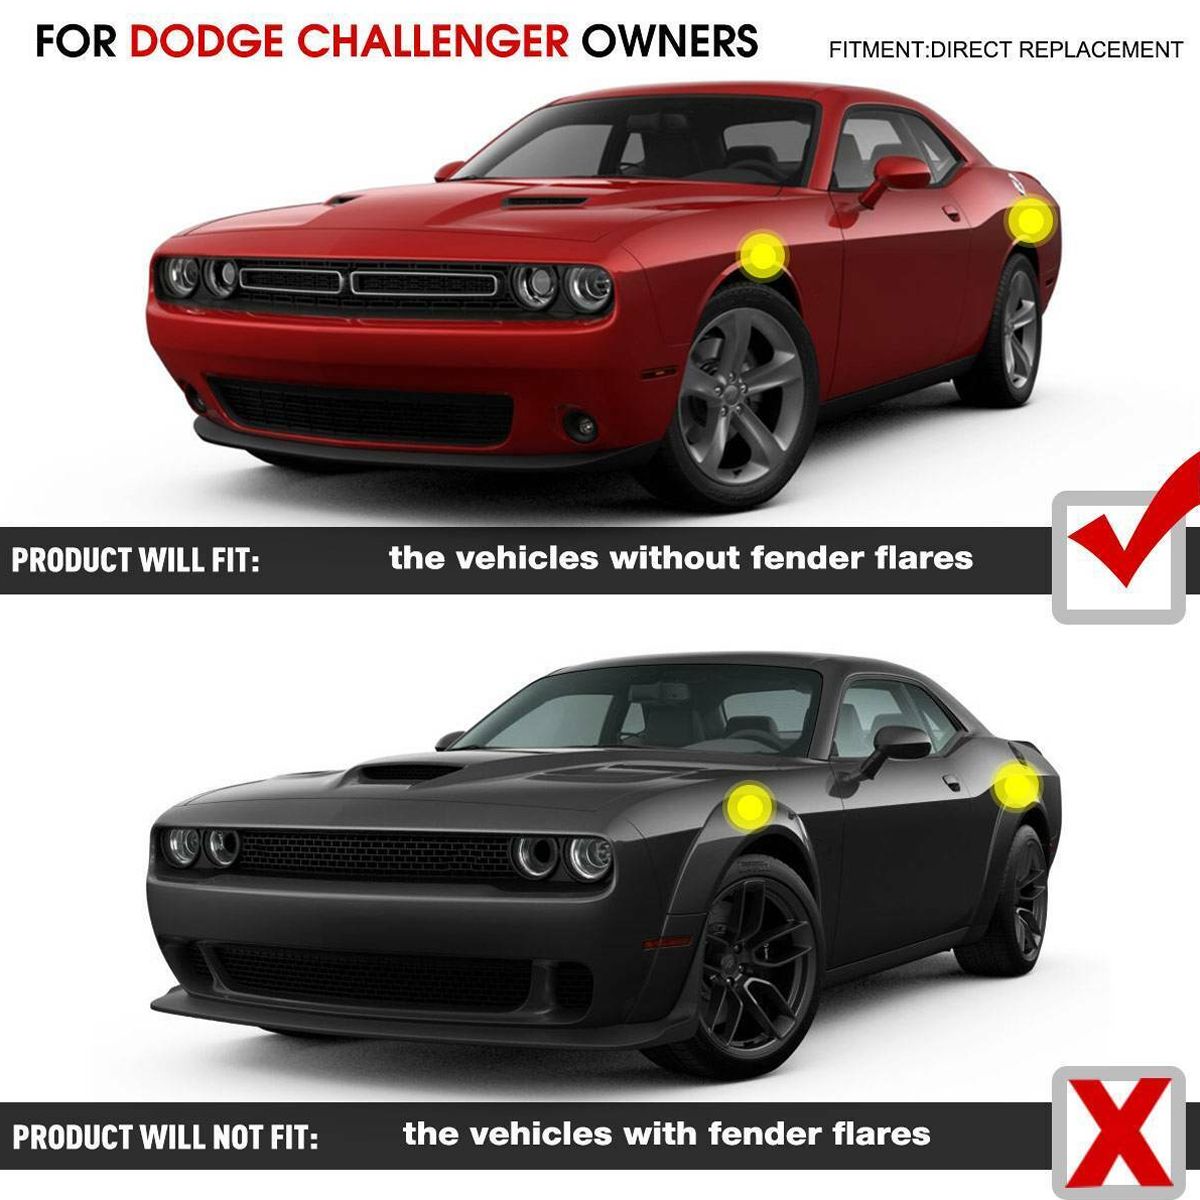 FOR DODGE CHALLENGER OWNERS
FITMENT:DIRECT REPLACEMENT
PRODUCT WILL FIT: the vehicles without fender flares
PRODUCT WILL NOT FIT: the vehicles with fender flares